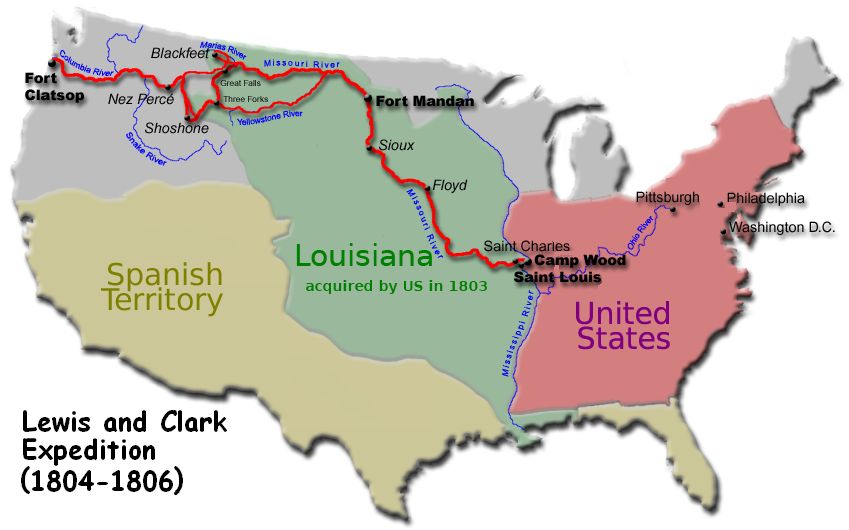 Blackfeet
Marias River
Missouri River
Columbia River
Fort
Clatsop
Great Falls
Nez Percé
Three Forks
Fort Mandan
Yellowstone River
Shoshone
Snake River
Sioux
Floyd
Missouri River
Pittsburgh
Philadelphia
Washington D.C.
Ohio River
Saint Charles
Camp Wood
Saint Louis
Louisiana
acquired by US in 1803
Spanish
Territory
Mississippi River
United
States
Lewis and Clark
Expedition
(1804-1806)